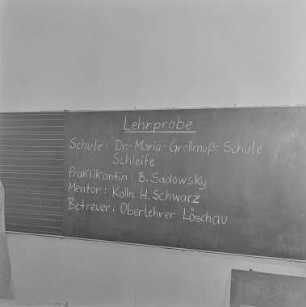 Lehrprobe
Schule: Dr.-Maria-Grollmuß-Schule
Schleife
Praktikantin: B. Sadowsky
Mentor: Kolln. H. Schwarz
Betreuer: Oberlehrer Löschau